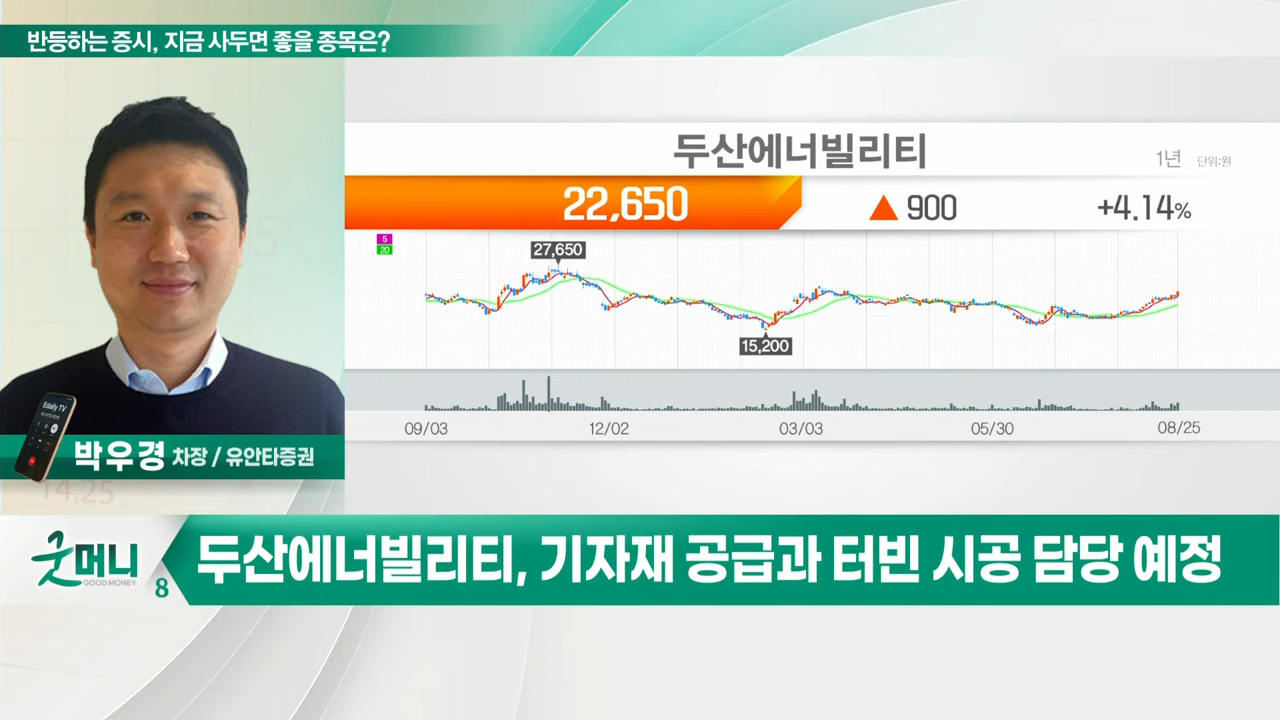 반등하는 증시, 지금 사두면 좋을 종목은?
두산에너빌리티
1년 단위:원
22,650 ▲ 900 +4.14%
5
20
27,650
15,200
09/03 12/02 03/03 05/30 08/25
Edaily TV
박우경 차장 / 유안타증권
14.25
굿머니
GOOD MONEY
8
두산에너빌리티, 기자재 공급과 터빈 시공 담당 예정